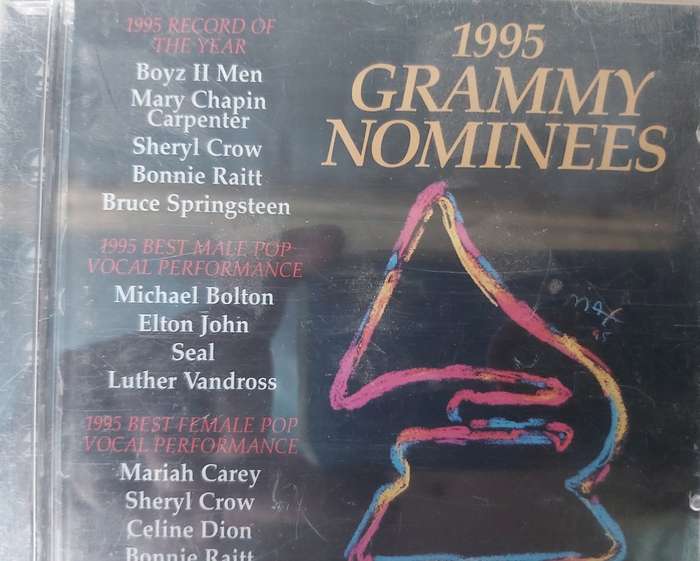 1995 RECORD OF
THE YEAR
Boyz II Men
Mary Chapin
Carpenter
Sheryl Crow
Bonnie Raitt
Bruce Springsteen
1995 BEST MALE POP
VOCAL PERFORMANCE
Michael Bolton
Elton John
Seal
Luther Vandross
1995 BEST FEMALE POP
VOCAL PERFORMANCE
Mariah Carey
Sheryl Crow
Celine Dion
Bonnie Raitt
1995
GRAMMY
NOMINEES
MAX
95